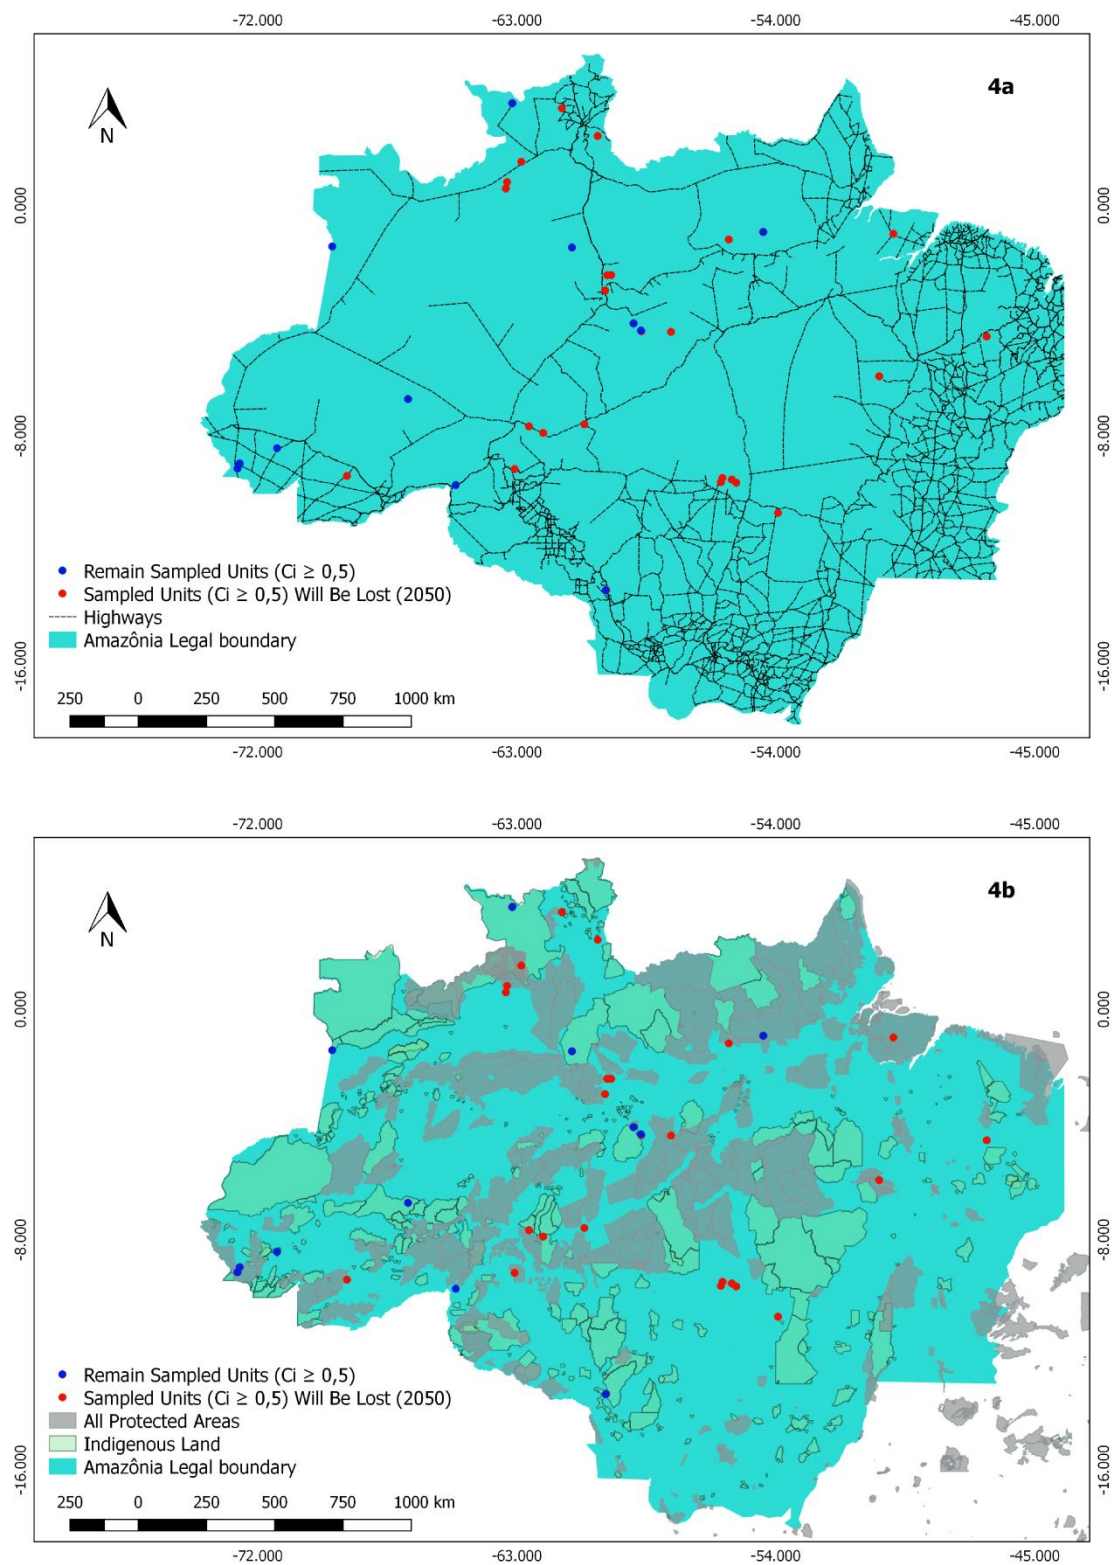 -72.000 -63.000 -54.000 -45.000
4a
N
0.000 0.000
-8.000 -8.000
-16.000 -16.000
Remain Sampled Units (Ci ≥ 0,5)
Sampled Units (Ci ≥ 0,5) Will Be Lost (2050)
Highways
Amazônia Legal boundary
250 0 250 500 750 1000 km
-72.000 -63.000 -54.000 -45.000
-72.000 -63.000 -54.000 -45.000
4b
N
0.000 0.000
-8.000 -8.000
-16.000 -16.000
Remain Sampled Units (Ci ≥ 0,5)
Sampled Units (Ci ≥ 0,5) Will Be Lost (2050)
All Protected Areas
Indigenous Land
Amazônia Legal boundary
250 0 250 500 750 1000 km
-72.000 -63.000 -54.000 -45.000